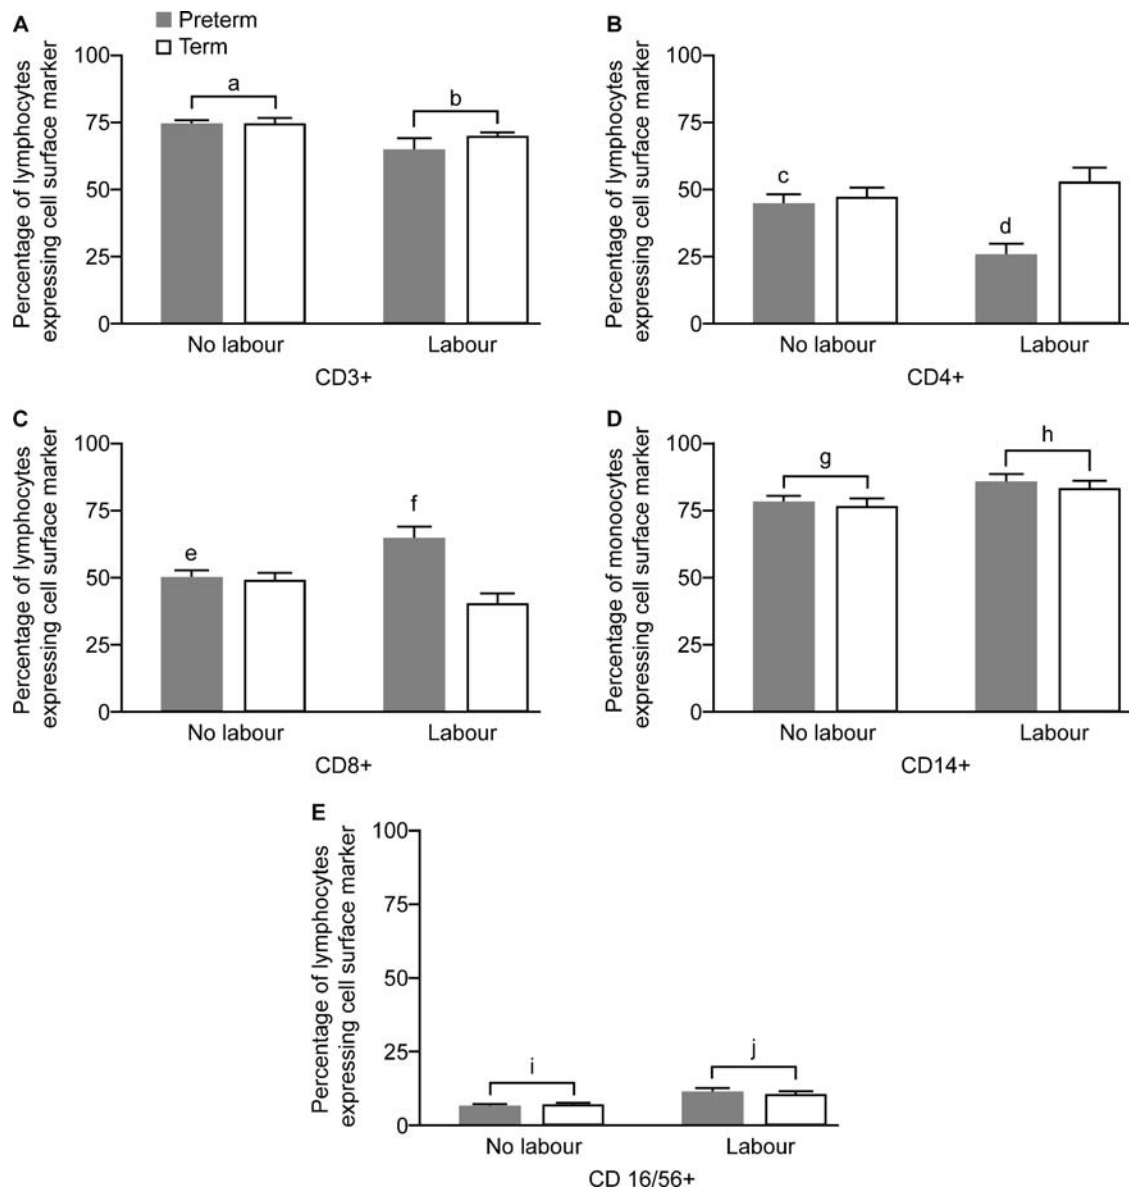 A
Preterm
Term
Percentage of lymphocytes
expressing cell surface marker
100
75
50
25
0
a
b
No labour
Labour
CD3+
B
Percentage of lymphocytes
expressing cell surface marker
100
75
50
25
0
c
d
No labour
Labour
CD4+
C
Percentage of lymphocytes
expressing cell surface marker
100
75
50
25
0
e
f
No labour
Labour
CD8+
D
Percentage of monoocytes
expressing cell surface marker
100
75
50
25
0
g
h
No labour
Labour
CD14+
E
Percentage of lymphocytes
expressing cell surface marker
100
75
50
25
0
i
j
No labour
Labour
CD 16/56+